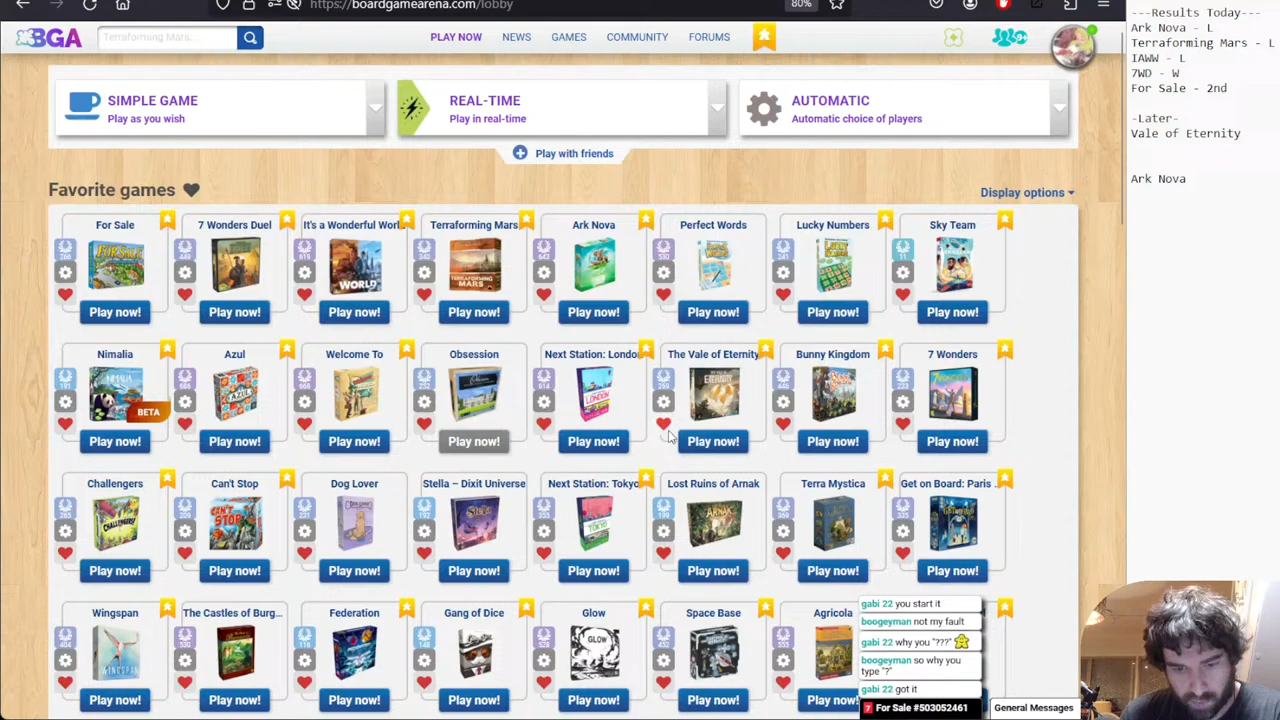 https://boardgamearena.com/lobby
80%
BGA
Terraforming Mars...
PLAY NOW NEWS GAMES COMMUNITY FORUMS
9+
SIMPLE GAME
Play as you wish
REAL-TIME
Play in real-time
AUTOMATIC
Automatic choice of players
Play with friends
Favorite games
Display options
For Sale 7 Wonders Duel It's a Wonderful Worl Terraforming Mars Ark Nova Perfect Words Lucky Numbers Sky Team
Play now! Play now! Play now! Play now! Play now! Play now! Play now! Play now!
Nimalia Azul Welcome To Obsession Next Station: London The Vale of Eternity Bunny Kingdom 7 Wonders
BETA
Play now! Play now! Play now! Play now! Play now! Play now! Play now! Play now!
Challengers Can't Stop Dog Lover Stella – Dixit Universe Next Station: Tokyo Lost Ruins of Arnak Terra Mystica Get on Board: Paris ...
Play now! Play now! Play now! Play now! Play now! Play now! Play now! Play now!
Wingspan The Castles of Burg... Federation Gang of Dice Glow Space Base Agricola
Play now! Play now! Play now! Play now! Play now! Play now! Play now!
gabi 22 you start it
boogeyman not my fault
gabi 22 why you "???"
boogeyman so why you
type "?"
gabi 22 got it
7 For Sale #503052461
General Messages
---Results Today---
Ark Nova - L
Terraforming Mars - L
IAWW - L
7WD - W
For Sale - 2nd
-Later-
Vale of Eternity
Ark Nova